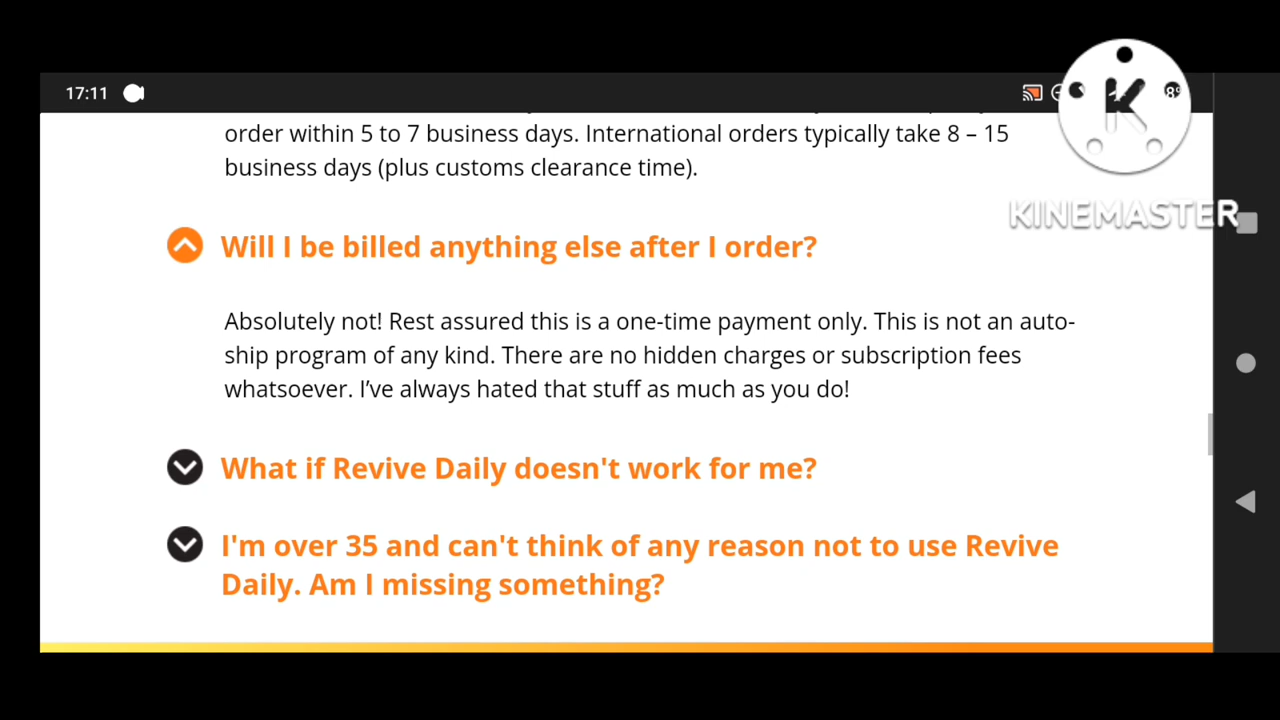 17:11
order within 5 to 7 business days. International orders typically take 8 – 15
business days (plus customs clearance time).
KINEMASTER
Will I be billed anything else after I order?
Absolutely not! Rest assured this is a one-time payment only. This is not an auto-
ship program of any kind. There are no hidden charges or subscription fees
whatsoever. I’ve always hated that stuff as much as you do!
What if Revive Daily doesn't work for me?
I'm over 35 and can't think of any reason not to use Revive
Daily. Am I missing something?